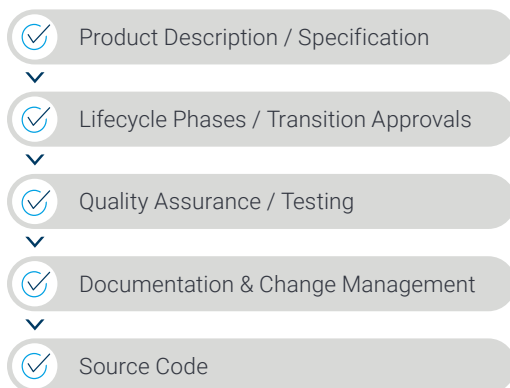 Product Description / Specification
Lifecycle Phases / Transition Approvals
Quality Assurance / Testing
Documentation & Change Management
Source Code